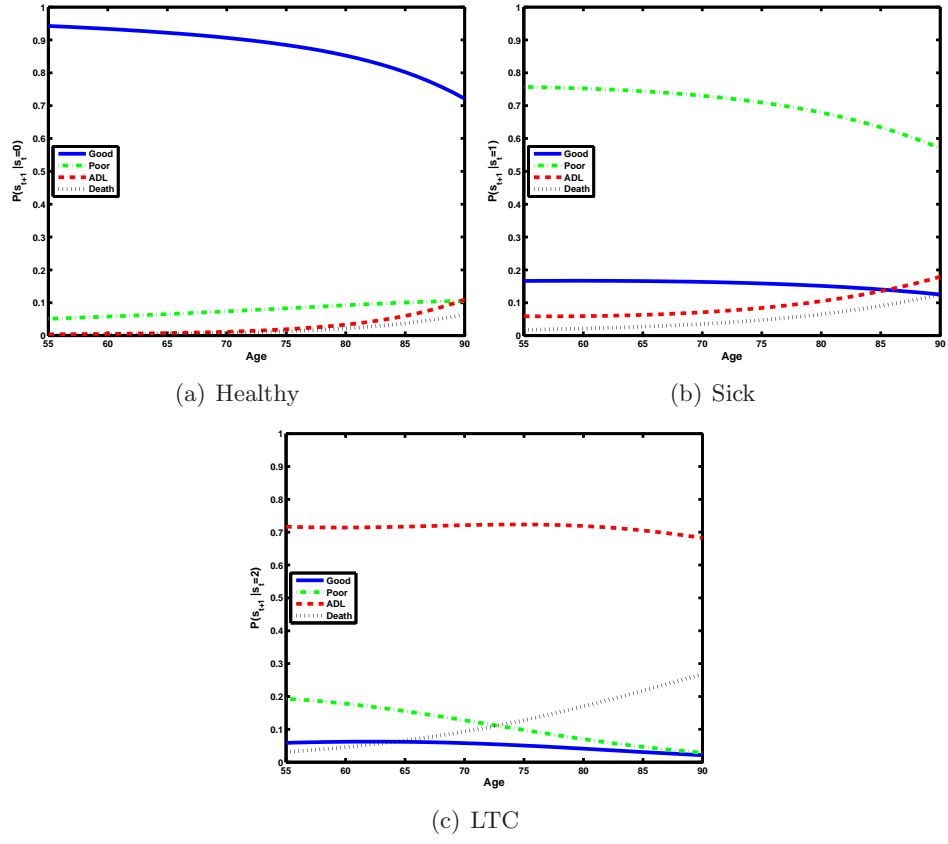 1
0.9
0.8
0.7
0.6
0.5
0.4
0.3
0.2
0.1
0
P(s_{t+1} |s_t=0)
Good
Poor
ADL
Death
55 60 65 70 75 80 85 90
Age
(a) Healthy
1
0.9
0.8
0.7
0.6
0.5
0.4
0.3
0.2
0.1
0
P(s_{t+1} |s_t=1)
Good
Poor
ADL
Death
55 60 65 70 75 80 85 90
Age
(b) Sick
1
0.9
0.8
0.7
0.6
0.5
0.4
0.3
0.2
0.1
0
P(s_{t+1} |s_t=2)
Good
Poor
ADL
Death
55 60 65 70 75 80 85 90
Age
(c) LTC